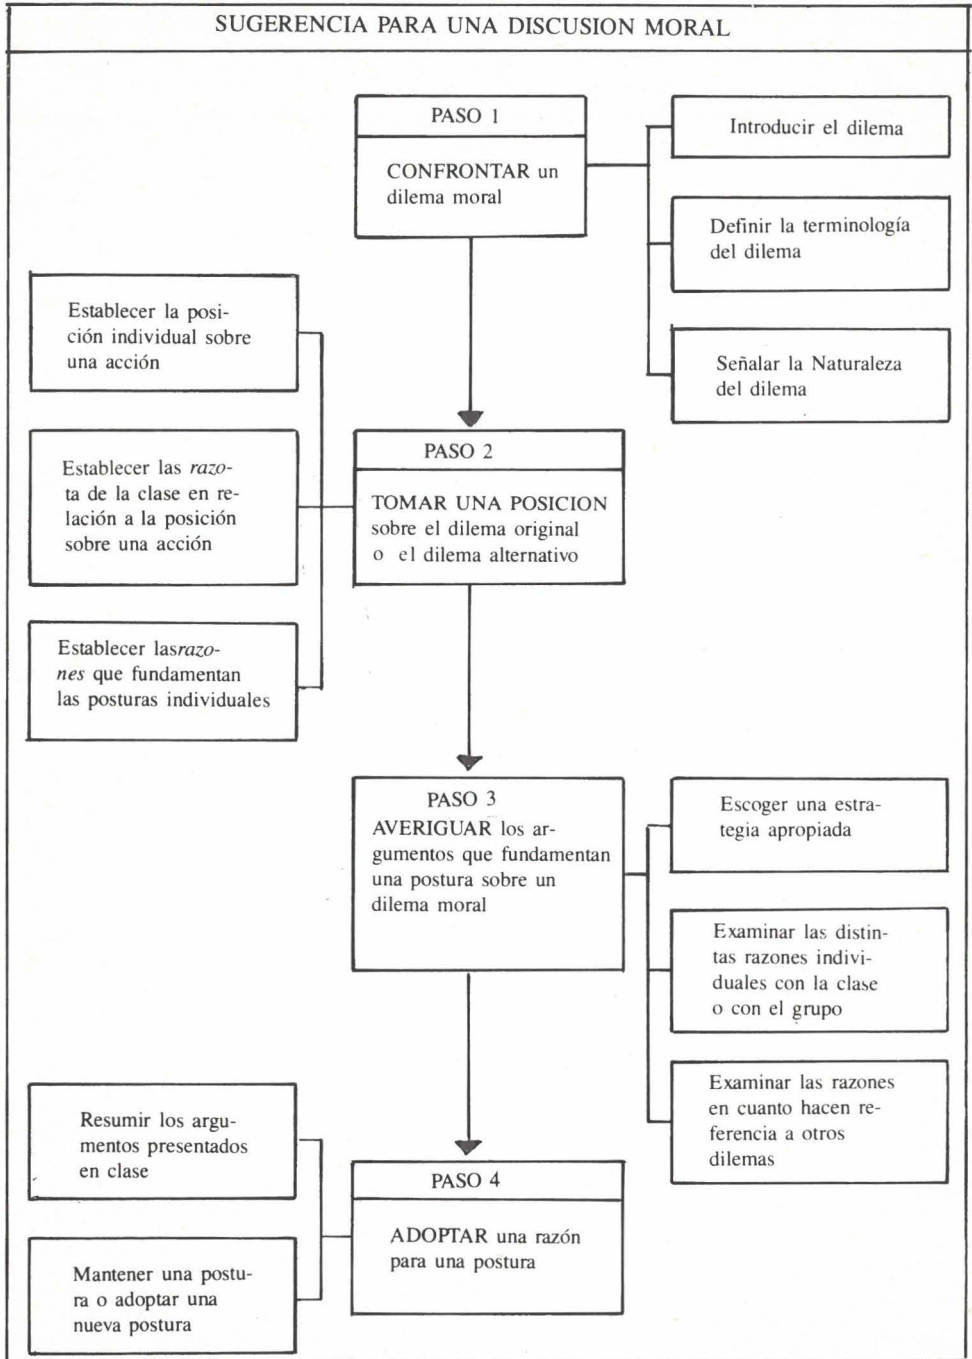 SUGERENCIA PARA UNA DISCUSION MORAL
PASO 1
CONFRONTAR un
dilema moral
Introducir el dilema
Definir la terminología
del dilema
Señalar la Naturaleza
del dilema
Establecer la posi-
ción individual sobre
una acción
Establecer las razo-
ta de la clase en re-
lación a la posición
sobre una acción
Establecer lasrazo-
nes que fundamentan
las posturas individuales
PASO 2
TOMAR UNA POSICION
sobre el dilema original
o el dilema alternativo
PASO 3
AVERIGUAR los ar-
gumentos que fundamentan
una postura sobre un
dilema moral
Escoger una estra-
tegia apropiada
Examinar las distin-
tas razones indivi-
duales con la clase
o con el grupo
Examinar las razones
en cuanto hacen re-
ferencia a otros
dilemas
Resumir los argu-
mentos presentados
en clase
Mantener una postu-
ra o adoptar una
nueva postura
PASO 4
ADOPTAR una razón
para una postura